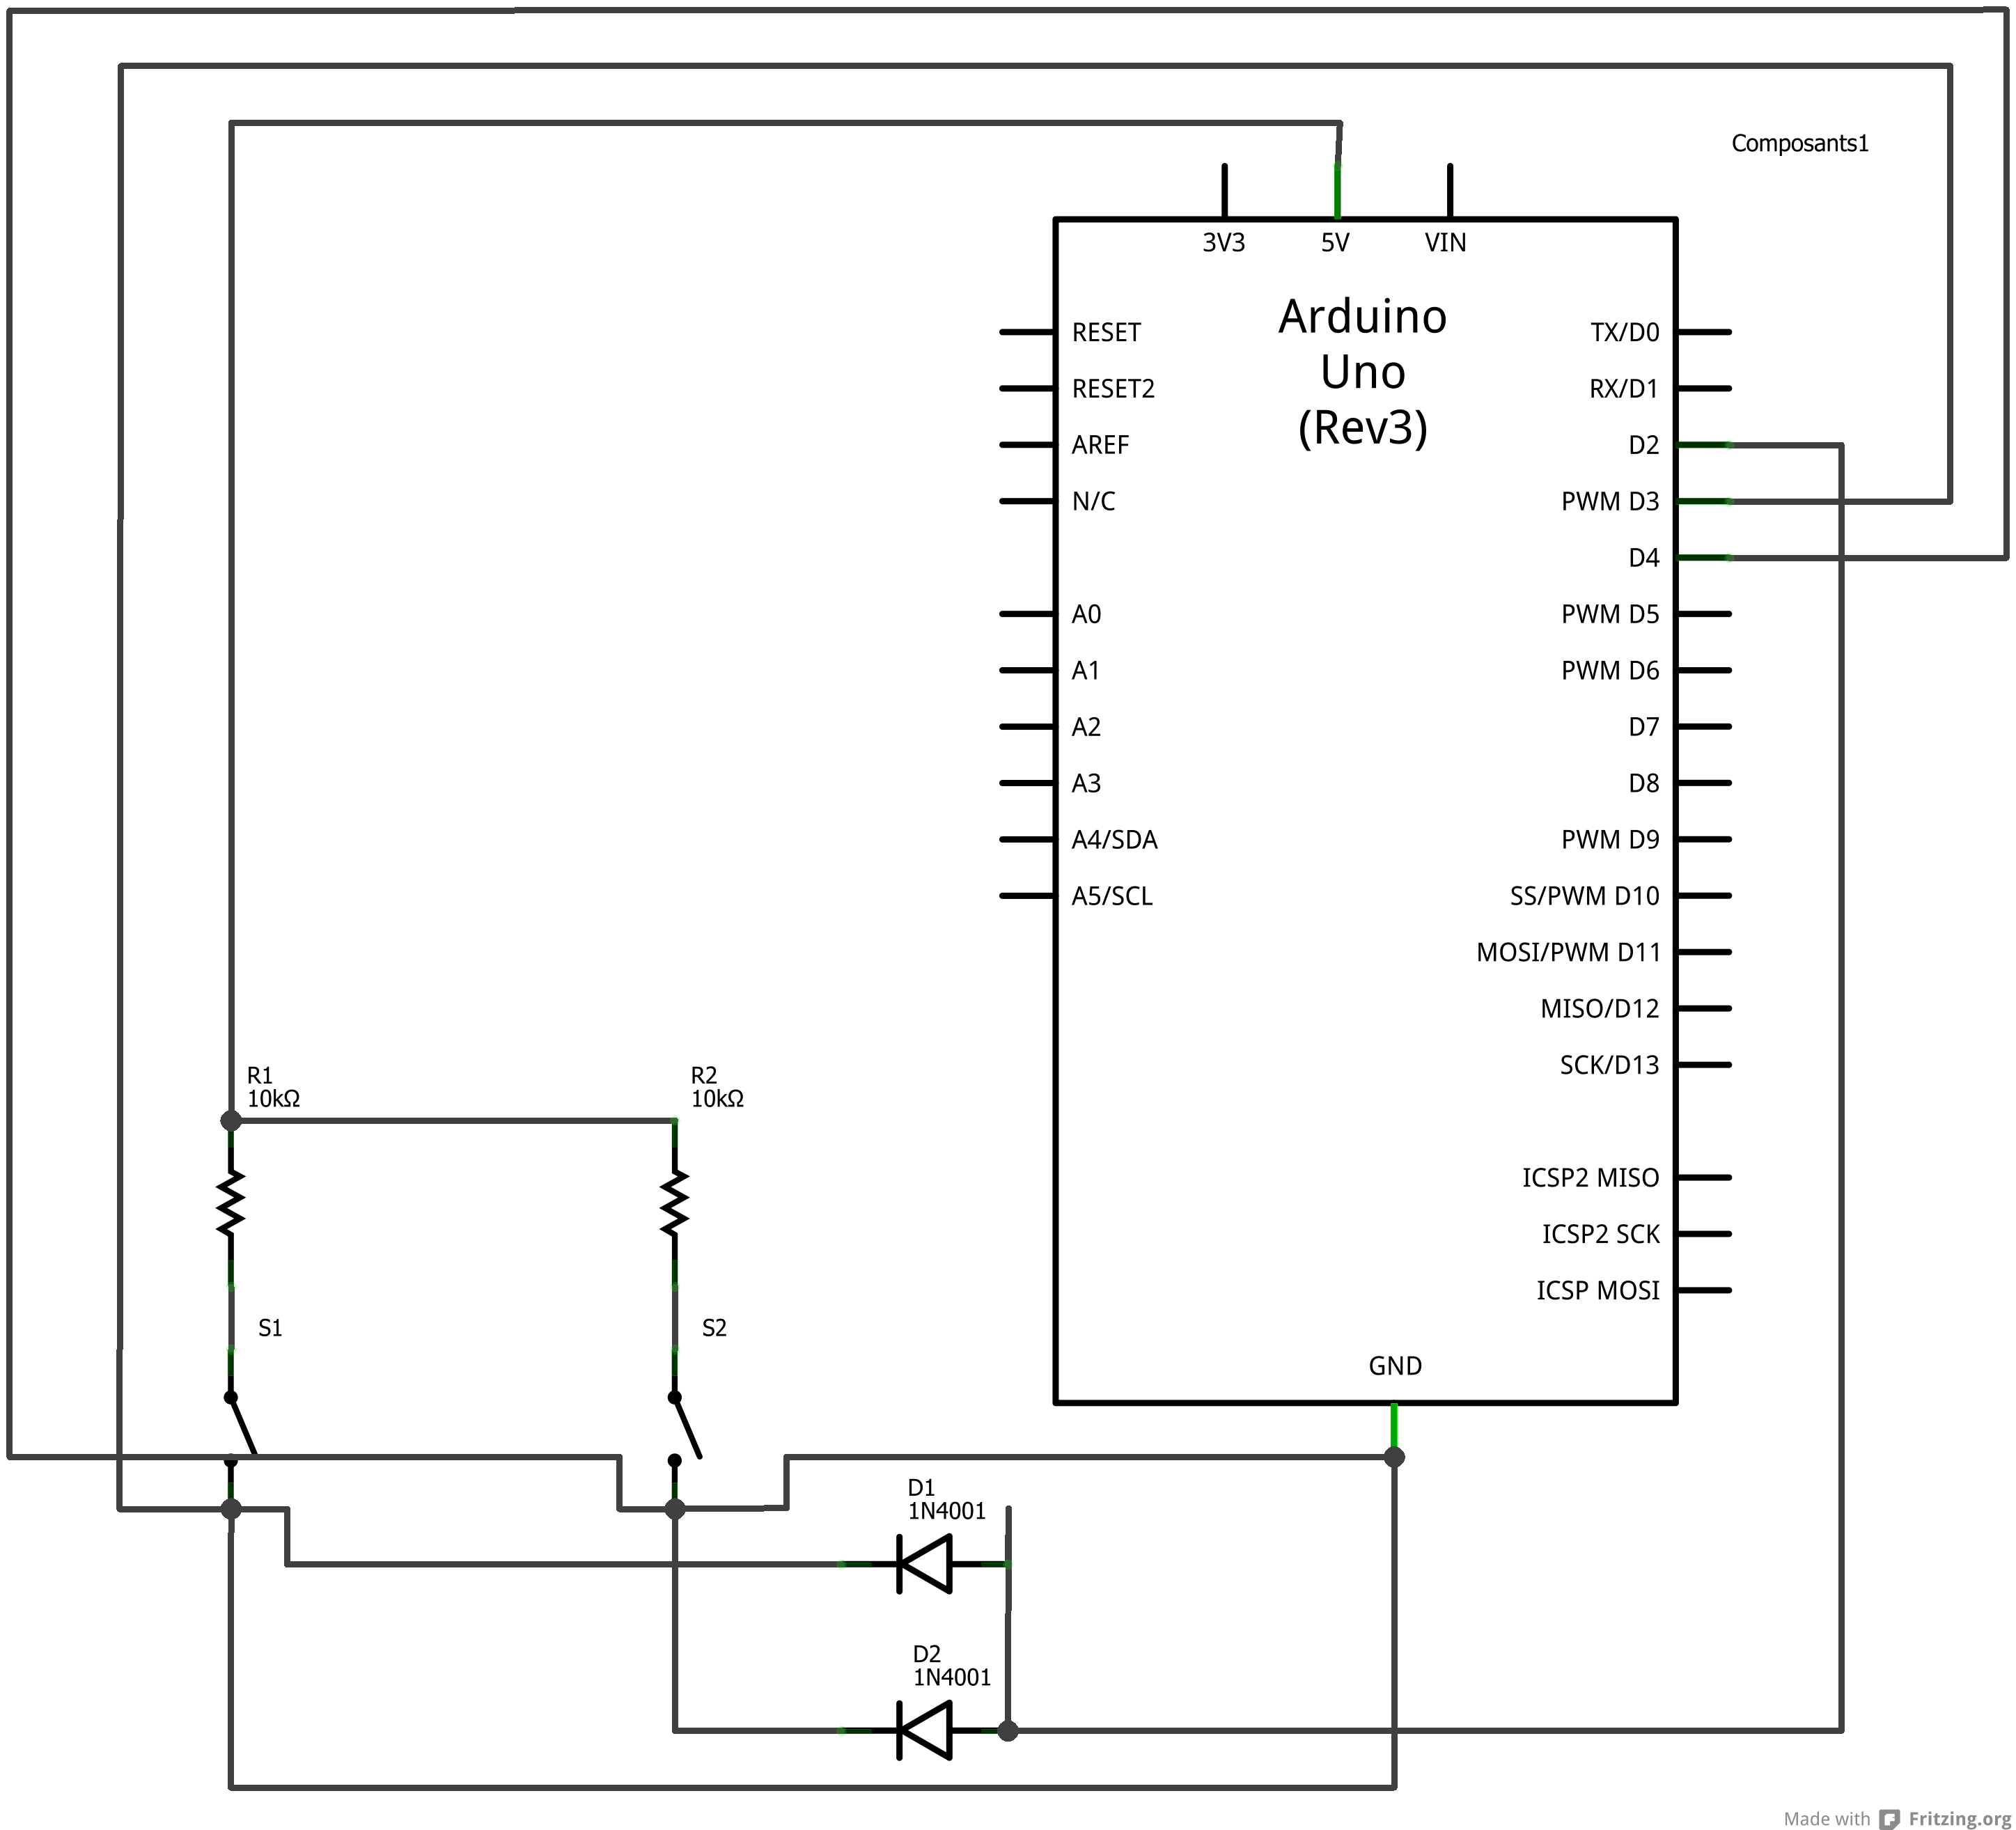 Composants1
3V3 5V VIN
Arduino
Uno
(Rev3)
RESET TX/D0
RESET2 RX/D1
AREF D2
N/C PWM D3
D4
A0 PWM D5
A1 PWM D6
A2 D7
A3 D8
A4/SDA PWM D9
A5/SCL SS/PWM D10
MOSI/PWM D11
MISO/D12
SCK/D13
R1
10kΩ
R2
10kΩ
ICSP2 MISO
ICSP2 SCK
ICSP MOSI
S1
S2
GND
D1
1N4001
D2
1N4001
Made with Fritzing.org